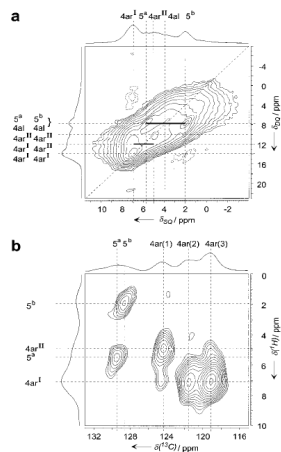 a
4ar^I 5^a 4ar^II 4al 5^b
5^a 5^b
4al 4al
4ar^II 4ar^II
4ar^I 4ar^II
4ar^I 4ar^I
-4
0
4
8
12
16
20
δDQ / ppm
10 8 6 4 2 0 -2
← δSQ / ppm
b
5^a 5^b 4ar(1) 4ar(2) 4ar(3)
5^b
4ar^II
5^a
4ar^I
0
2
4
6
8
10
δ(¹H) / ppm
132 128 124 120 116
← δ(¹³C) / ppm